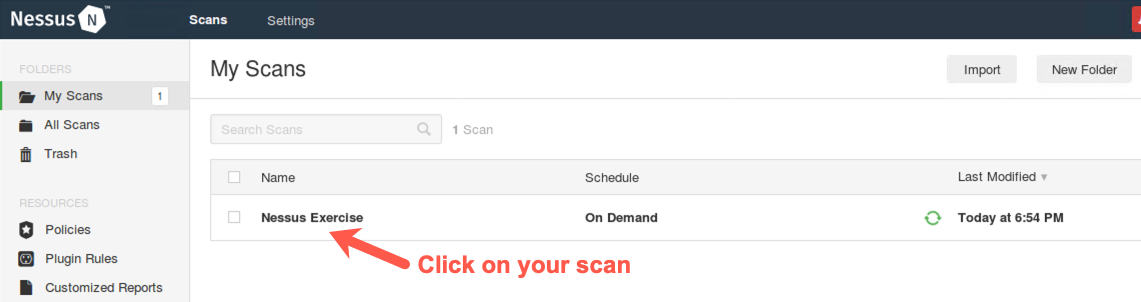 Nessus N Scans Settings
FOLDERS
My Scans 1
All Scans
Trash
RESOURCES
Policies
Plugin Rules
Customized Reports
My Scans Import New Folder
Search Scans 1 Scan
Name Schedule Last Modified
Nessus Exercise On Demand Today at 6:54 PM
Click on your scan